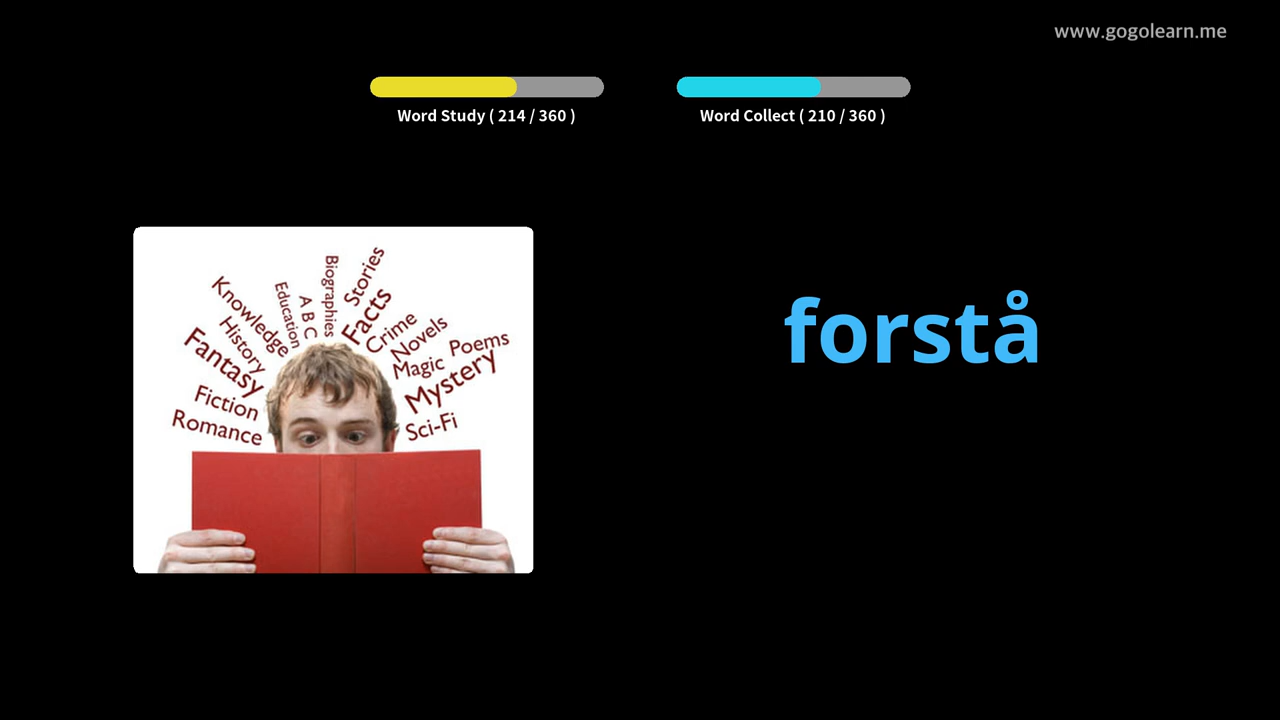 www.gogolearn.me
Word Study ( 214 / 360 )
Word Collect ( 210 / 360 )
Romance
Fiction
Fantasy
History
Knowledge
Education
A B C
Biographies
Stories
Facts
Crime
Novels
Magic
Poems
Mystery
Sci-Fi
forstå